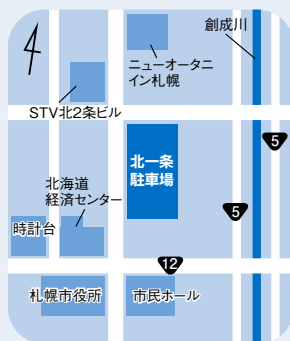 創成川
ニューオータニ
イン札幌
STV北2条ビル
5
北一条
駐車場
北海道
経済センター
5
時計台
12
札幌市役所
市民ホール